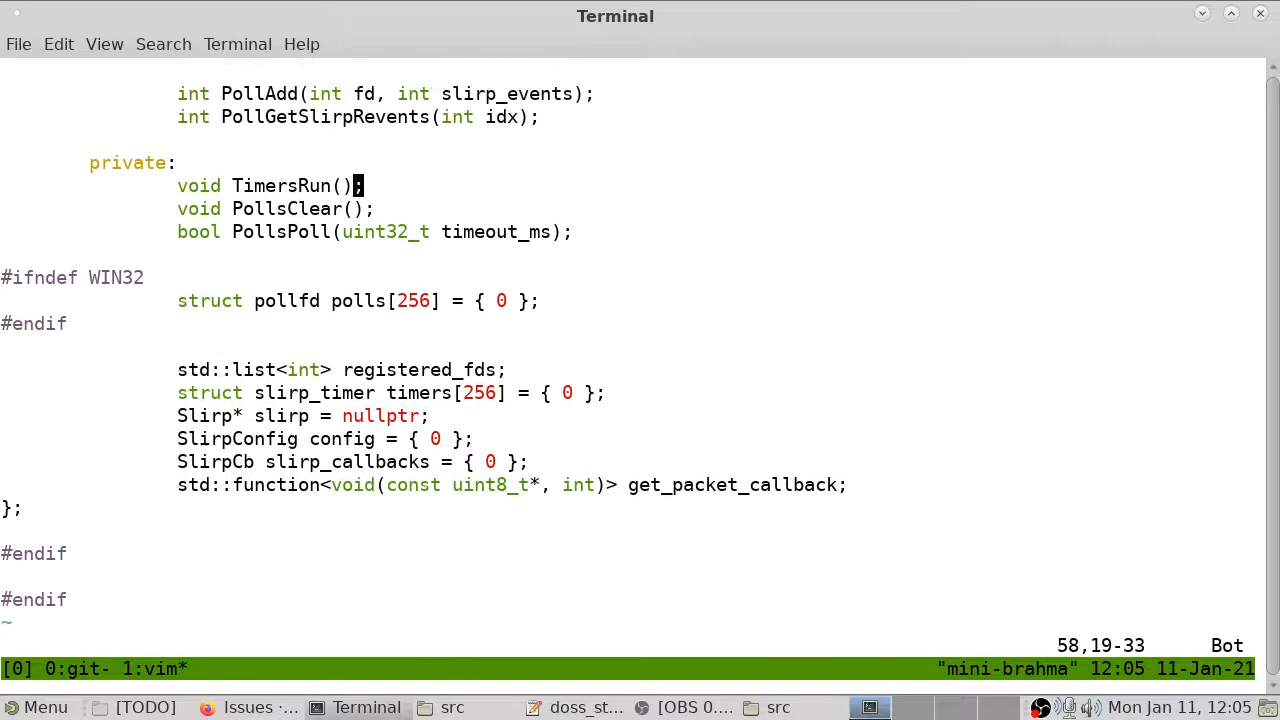 Terminal
File Edit View Search Terminal Help
int PollAdd(int fd, int slirp_events);
int PollGetSlirpRevents(int idx);
private:
void TimersRun();
void PollsClear();
bool PollsPoll(uint32_t timeout_ms);
#ifndef WIN32
struct pollfd polls[256] = { 0 };
#endif
std::list<int> registered_fds;
struct slirp_timer timers[256] = { 0 };
Slirp* slirp = nullptr;
SlirpConfig config = { 0 };
SlirpCb slirp_callbacks = { 0 };
std::function<void(const uint8_t*, int)> get_packet_callback;
};
#endif
#endif
~
58,19-33 Bot
[0] 0:git- 1:vim* "mini-brahma" 12:05 11-Jan-21
Menu [TODO] Issues ·... Terminal src doss_st... [OBS 0.... src Mon Jan 11, 12:05